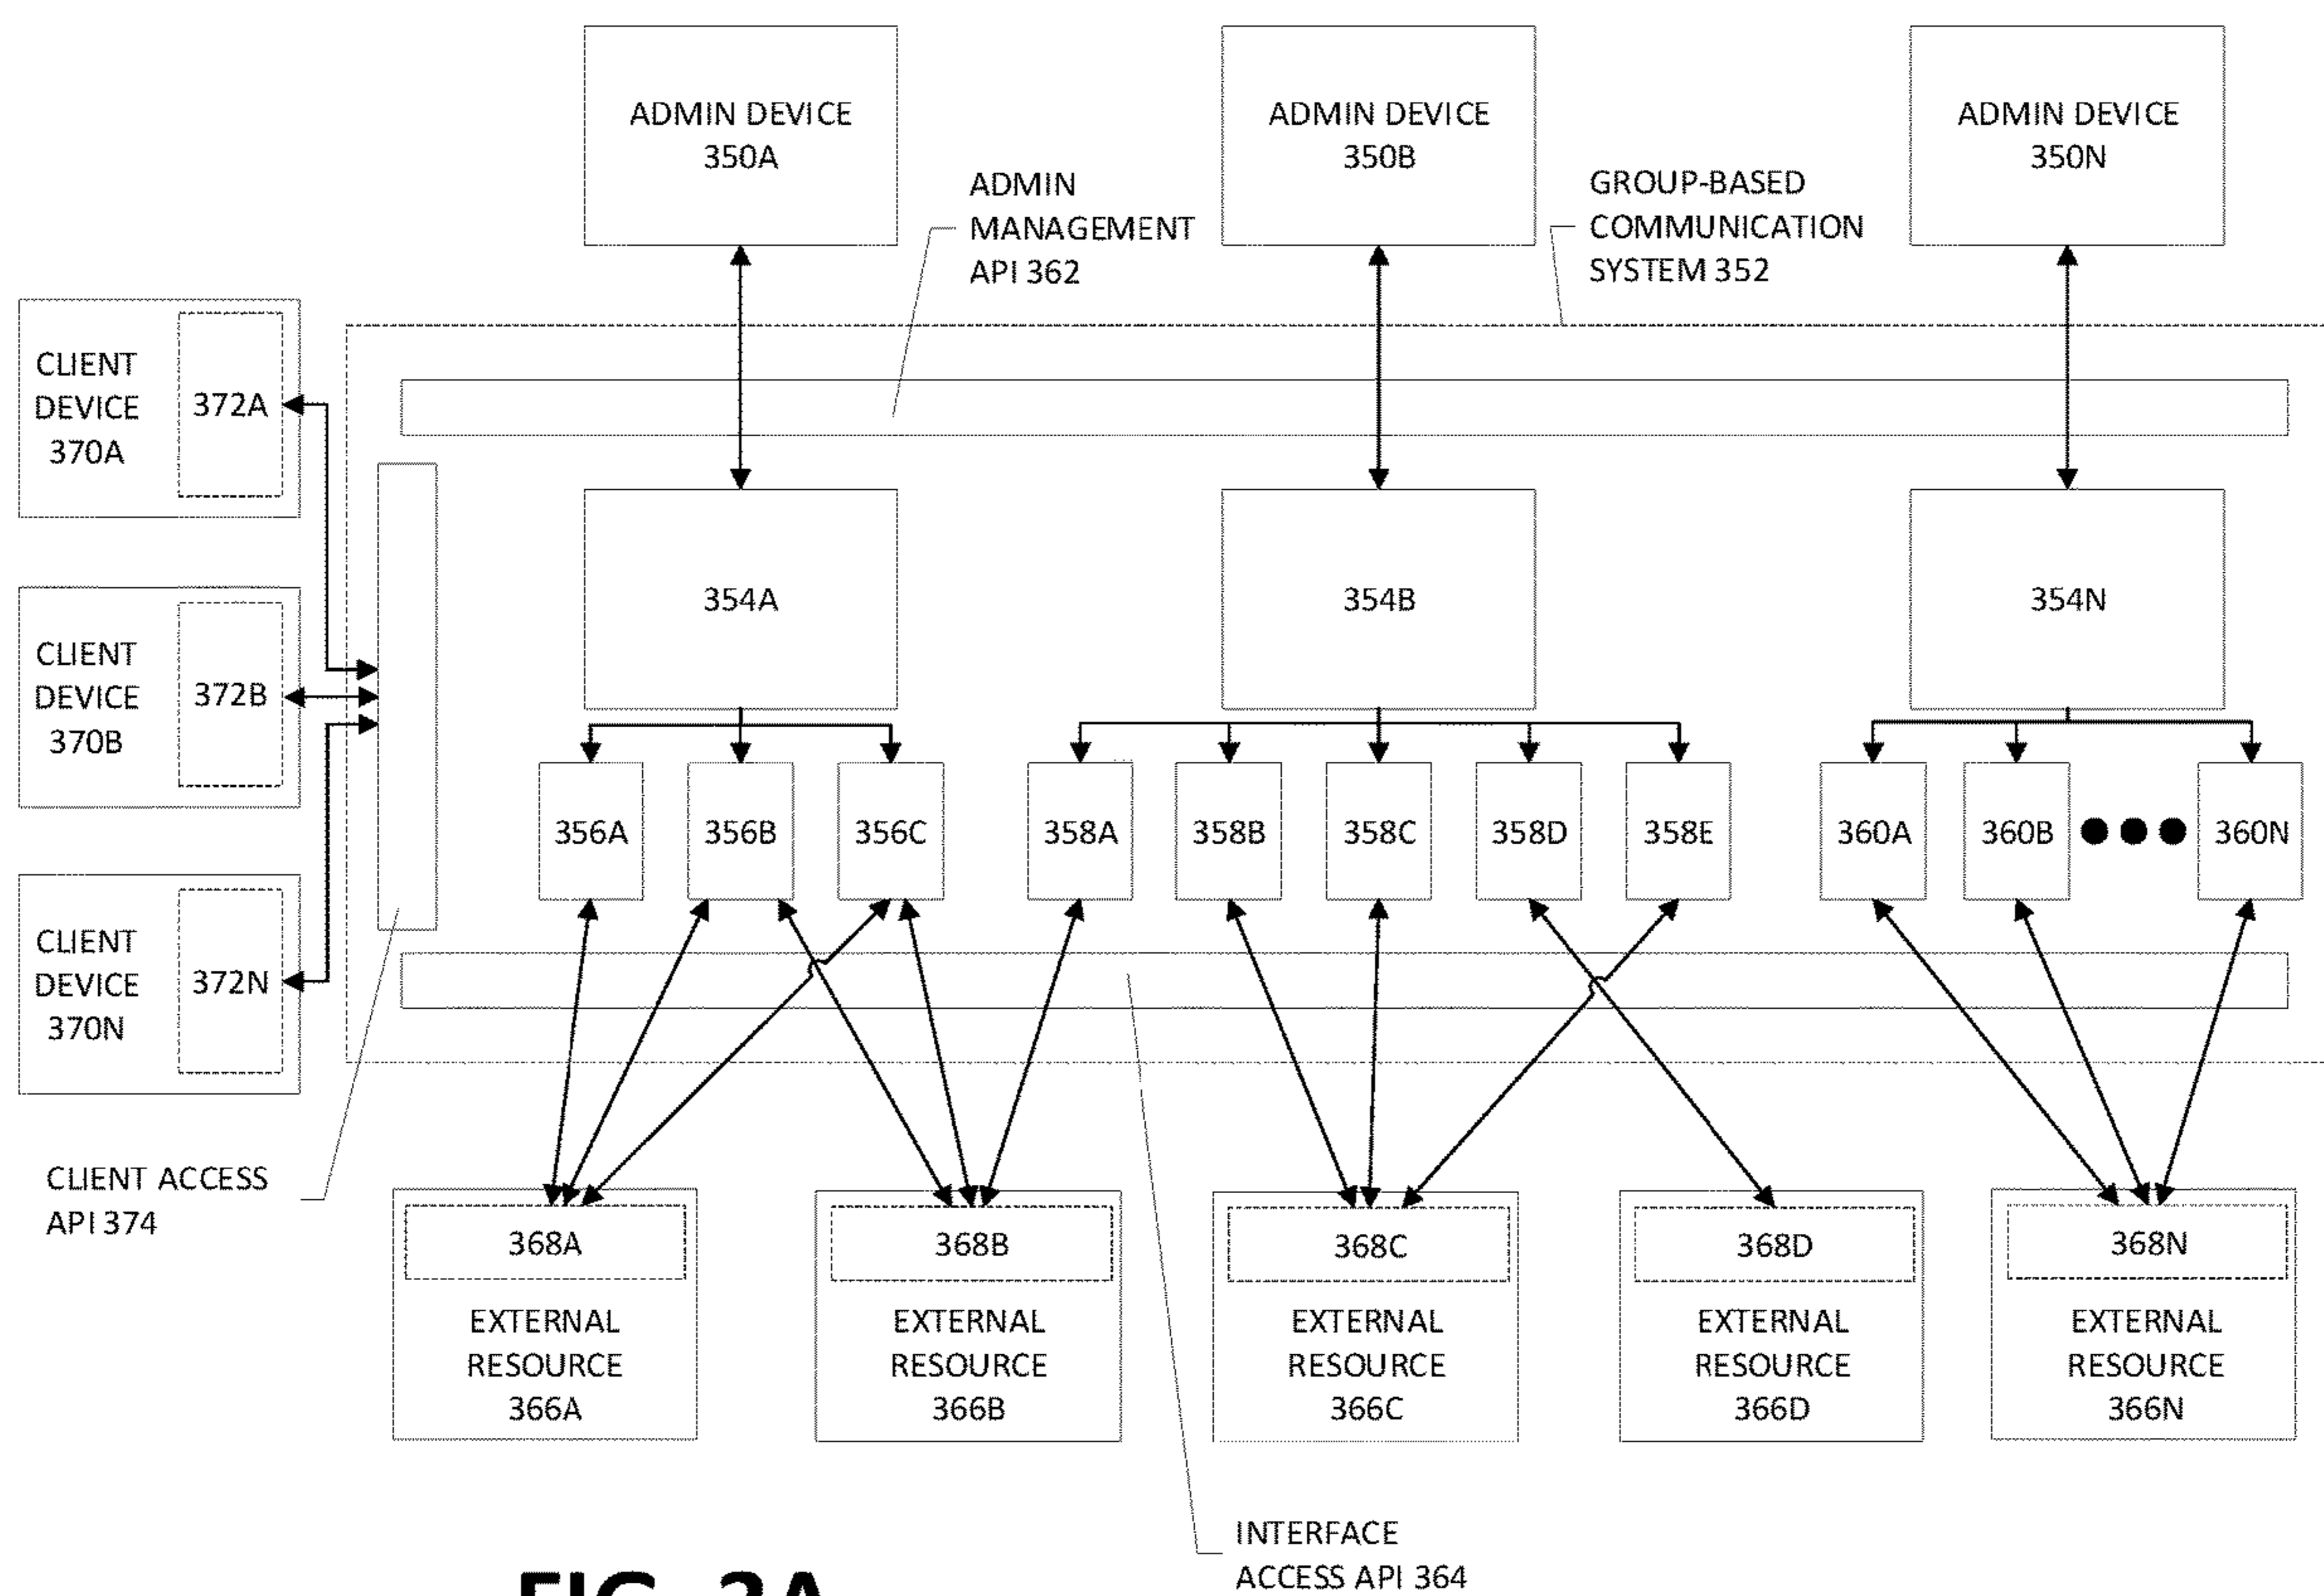 ADMIN DEVICE
350A
ADMIN DEVICE
350B
ADMIN DEVICE
350N
ADMIN
MANAGEMENT
API 362
GROUP-BASED
COMMUNICATION
SYSTEM 352
CLIENT
DEVICE
370A
372A
CLIENT
DEVICE
370B
372B
CLIENT
DEVICE
370N
372N
354A
354B
354N
356A
356B
356C
358A
358B
358C
358D
358E
360A
360B
360N
CLIENT ACCESS
API 374
368A
EXTERNAL
RESOURCE
366A
368B
EXTERNAL
RESOURCE
366B
368C
EXTERNAL
RESOURCE
366C
368D
EXTERNAL
RESOURCE
366D
368N
EXTERNAL
RESOURCE
366N
INTERFACE
ACCESS API 364